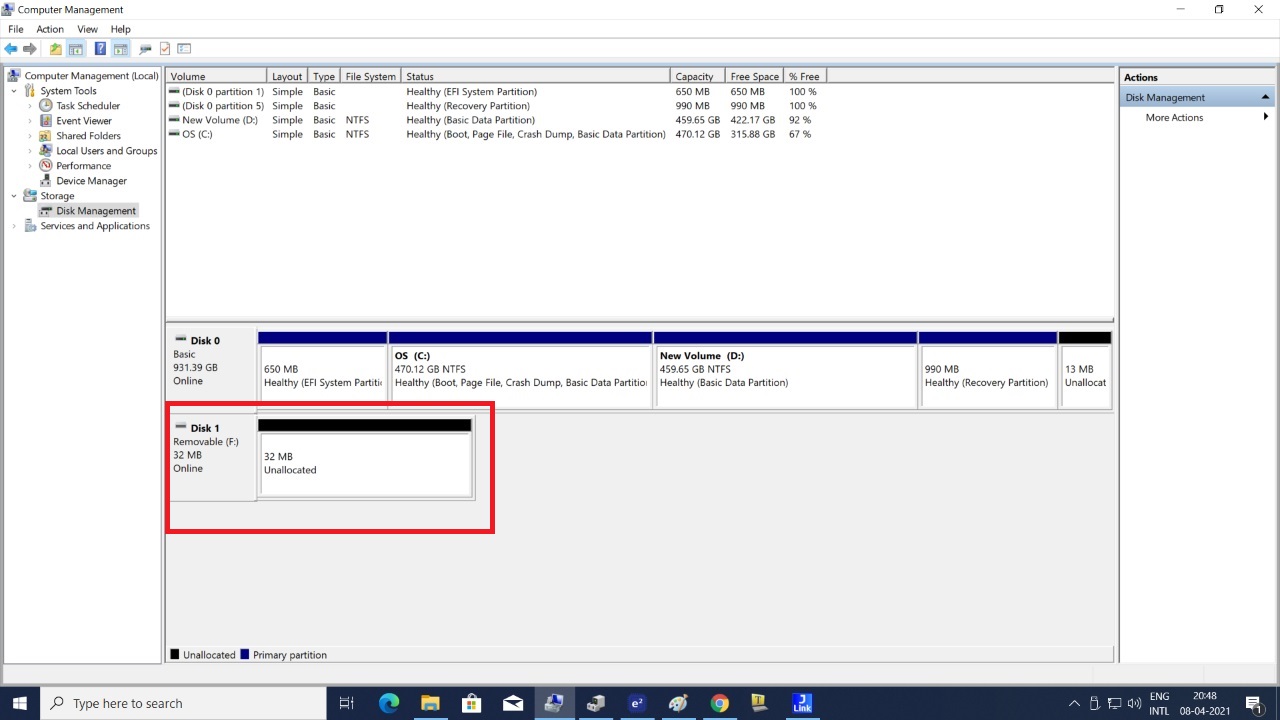 Computer Management
File Action View Help
Computer Management (Local)
System Tools
Task Scheduler
Event Viewer
Shared Folders
Local Users and Groups
Performance
Device Manager
Storage
Disk Management
Services and Applications
Volume Layout Type File System Status Capacity Free Space % Free
(Disk 0 partition 1) Simple Basic Healthy (EFI System Partition) 650 MB 650 MB 100 %
(Disk 0 partition 5) Simple Basic Healthy (Recovery Partition) 990 MB 990 MB 100 %
New Volume (D:) Simple Basic NTFS Healthy (Basic Data Partition) 459.65 GB 422.17 GB 92 %
OS (C:) Simple Basic NTFS Healthy (Boot, Page File, Crash Dump, Basic Data Partition) 470.12 GB 315.88 GB 67 %
Disk 0
Basic
931.39 GB
Online
650 MB
Healthy (EFI System Partitic
OS (C:)
470.12 GB NTFS
Healthy (Boot, Page File, Crash Dump, Basic Data Partitio
New Volume (D:)
459.65 GB NTFS
Healthy (Basic Data Partition)
990 MB
Healthy (Recovery Partition)
13 MB
Unallocat
Disk 1
Removable (F:)
32 MB
Online
32 MB
Unallocated
Unallocated Primary partition
Actions
Disk Management
More Actions
Type here to search
e²
J
Link
ENG
INTL
20:48
08-04-2021
1